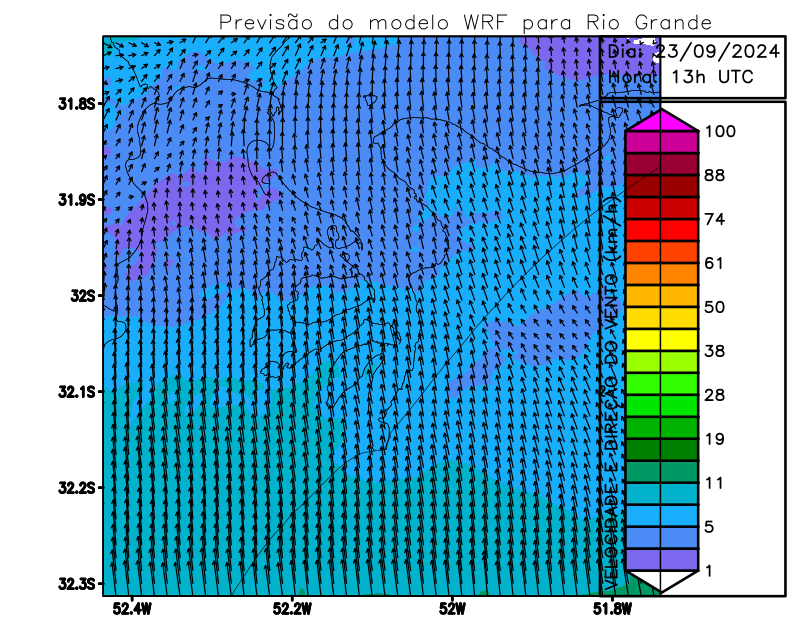 Previsão do modelo WRF para Rio Grande
Dia: 23/09/2024
Hora: 13h UTC
31.8S
31.9S
32S
32.1S
32.2S
32.3S
52.4W
52.2W
52W
51.8W
VELOCIDADE E DIREÇÃO DO VENTO (km/h)
100
88
74
61
50
38
28
19
11
5
1